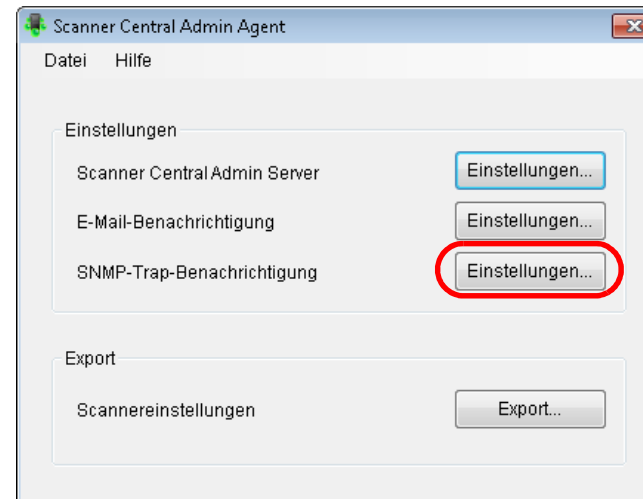 Scanner Central Admin Agent
Datei Hilfe
Einstellungen
Scanner Central Admin Server Einstellungen...
E-Mail-Benachrichtigung Einstellungen...
SNMP-Trap-Benachrichtigung Einstellungen...
Export
Scannereinstellungen Export...